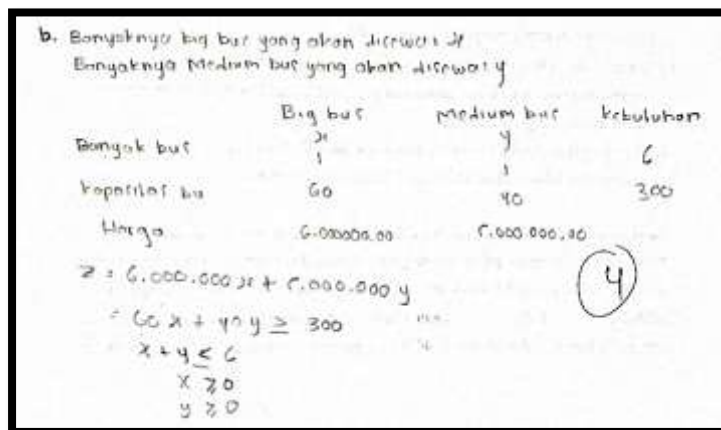 b. Banyaknya big bus yang akan disewa : x
Banyaknya Medium bus yang akan disewa : y
Big bus Medium bus kebutuhan
Banyak bus x y 6
1 1
kapasitas bus 60 40 300
Harga 6.000.000.00 5.000.000.00
z = 6.000.000 x + 5.000.000 y
= 60 x + 40 y ≥ 300
x + y ≤ 6
x ≥ 0
y ≥ 0
4